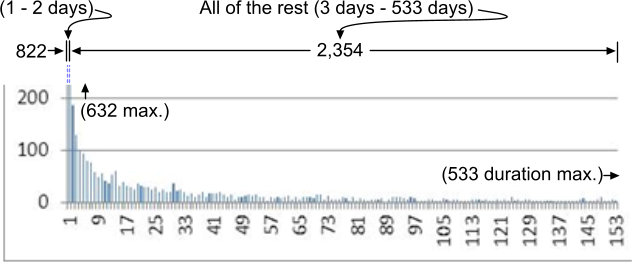 (1 - 2 days) All of the rest (3 days - 533 days)
822 2,354
200
(632 max.)
100
(533 duration max.)
0
1 9 17 25 33 41 49 57 65 73 81 89 97 105 113 121 129 137 145 153